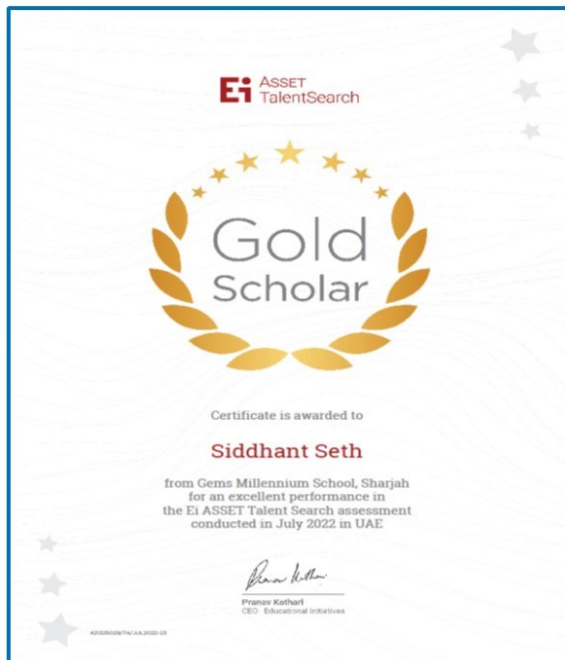 Ei ASSET
TalentSearch
Gold
Scholar
Certificate is awarded to
Siddhant Seth
from Gems Millennium School, Sharjah
for an excellent performance in
the Ei ASSET Talent Search assessment
conducted in July 2022 in UAE
Pranav Kothari
CEO Educational Initiatives